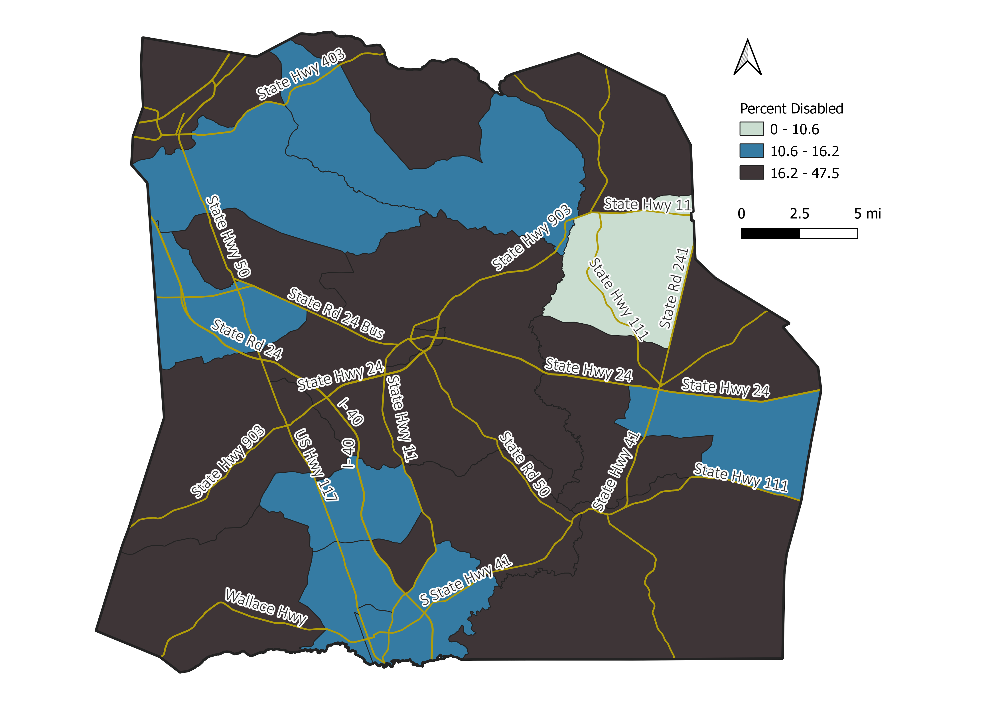 State Hwy 403
Percent Disabled
0 - 10.6
10.6 - 16.2
16.2 - 47.5
0 2.5 5 mi
State Hwy 11
State Hwy 903
State Hwy 50
State Hwy 111
State Rd 241
State Rd 24 Bus
State Rd 24
State Hwy 24
State Hwy 24
State Hwy 24
State Hwy 11
I- 40
I- 40
State Hwy 903
US Hwy 117
State Rd 50
State Hwy 41
State Hwy 111
S State Hwy 41
Wallace Hwy